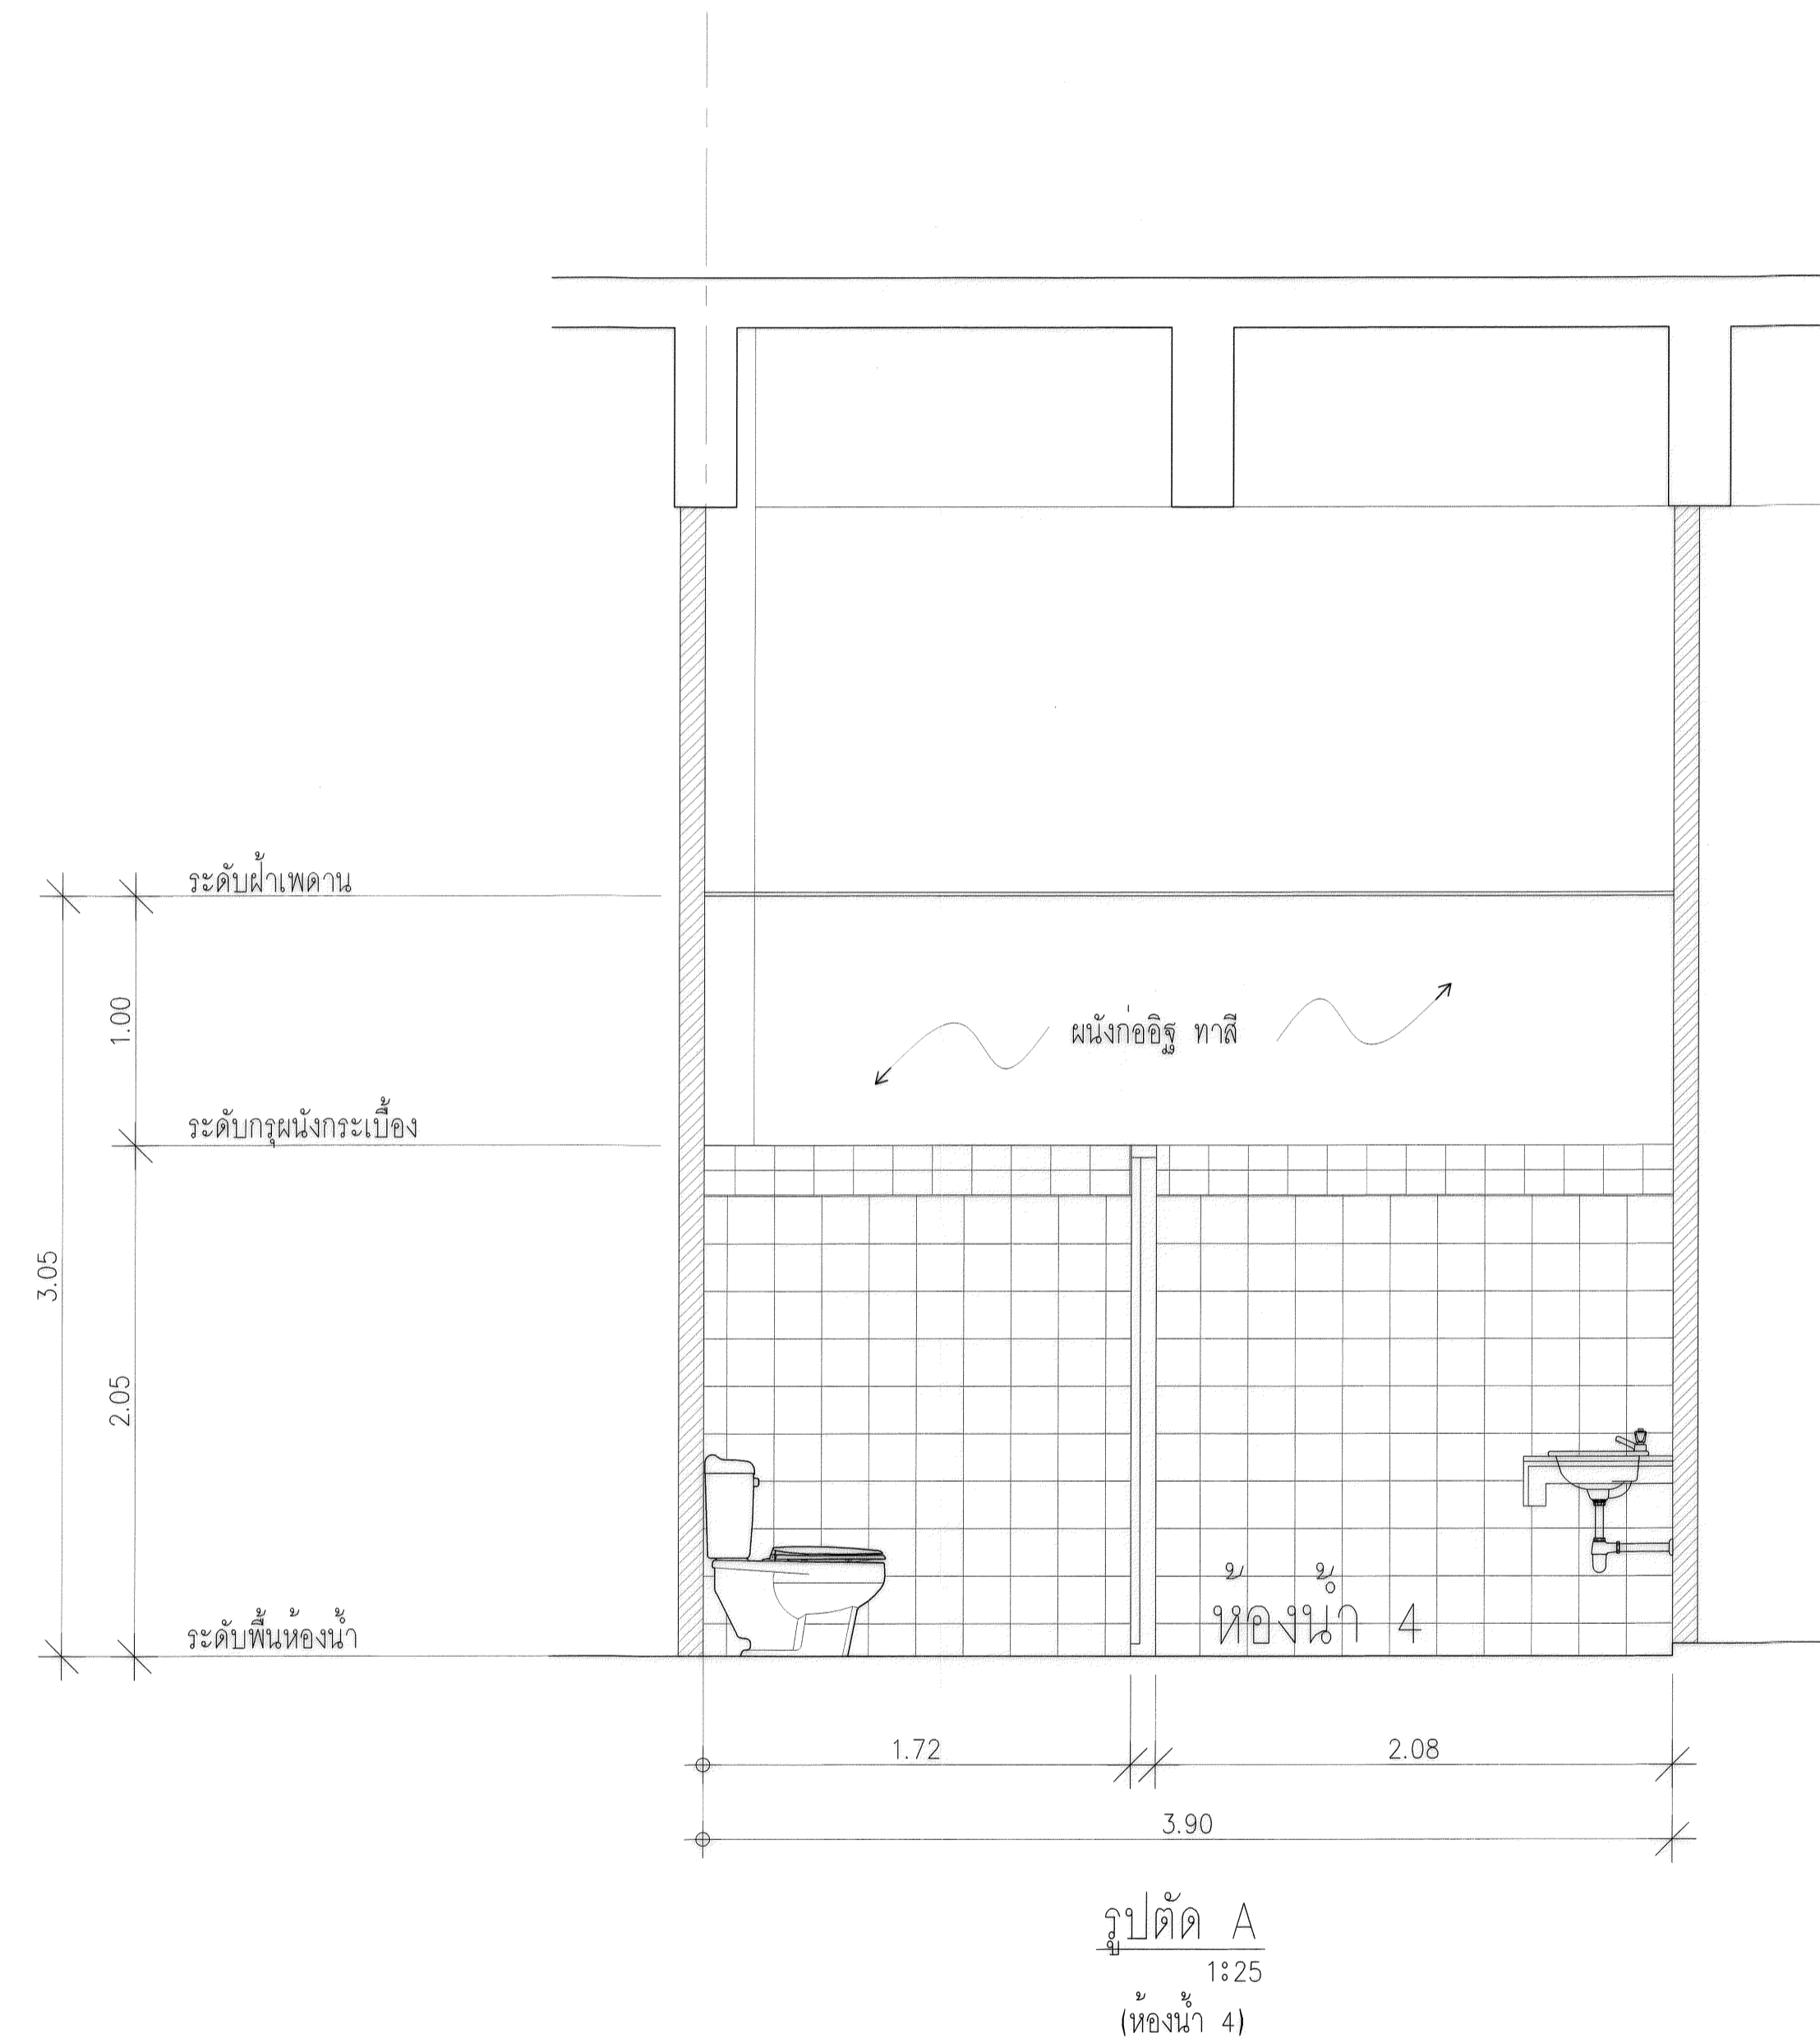 ระดับฝ้าเพดาน
1.00
ผนังก่ออิฐ ทาสี
ระดับกรุผนังกระเบื้อง
3.05
2.05
ห้องน้ำ 4
ระดับพื้นห้องน้ำ
1.72
2.08
3.90
รูปตัด A
1:25
(ห้องน้ำ 4)